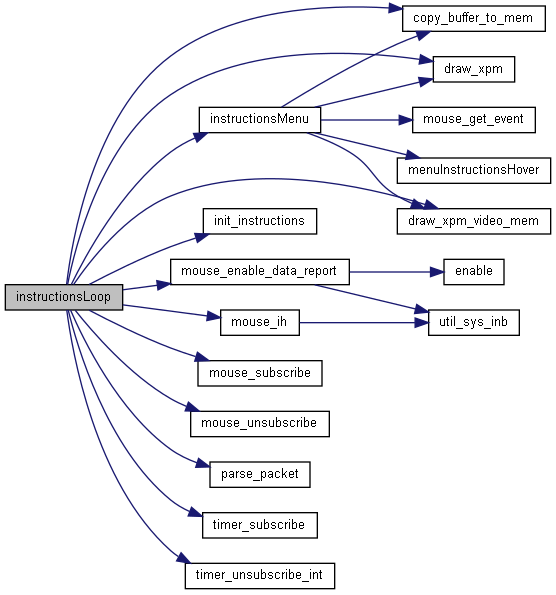 copy_buffer_to_mem
draw_xpm
instructionsMenu
mouse_get_event
menuInstructionsHover
init_instructions
draw_xpm_video_mem
mouse_enable_data_report
enable
instructionsLoop
mouse_ih
util_sys_inb
mouse_subscribe
mouse_unsubscribe
parse_packet
timer_subscribe
timer_unsubscribe_int